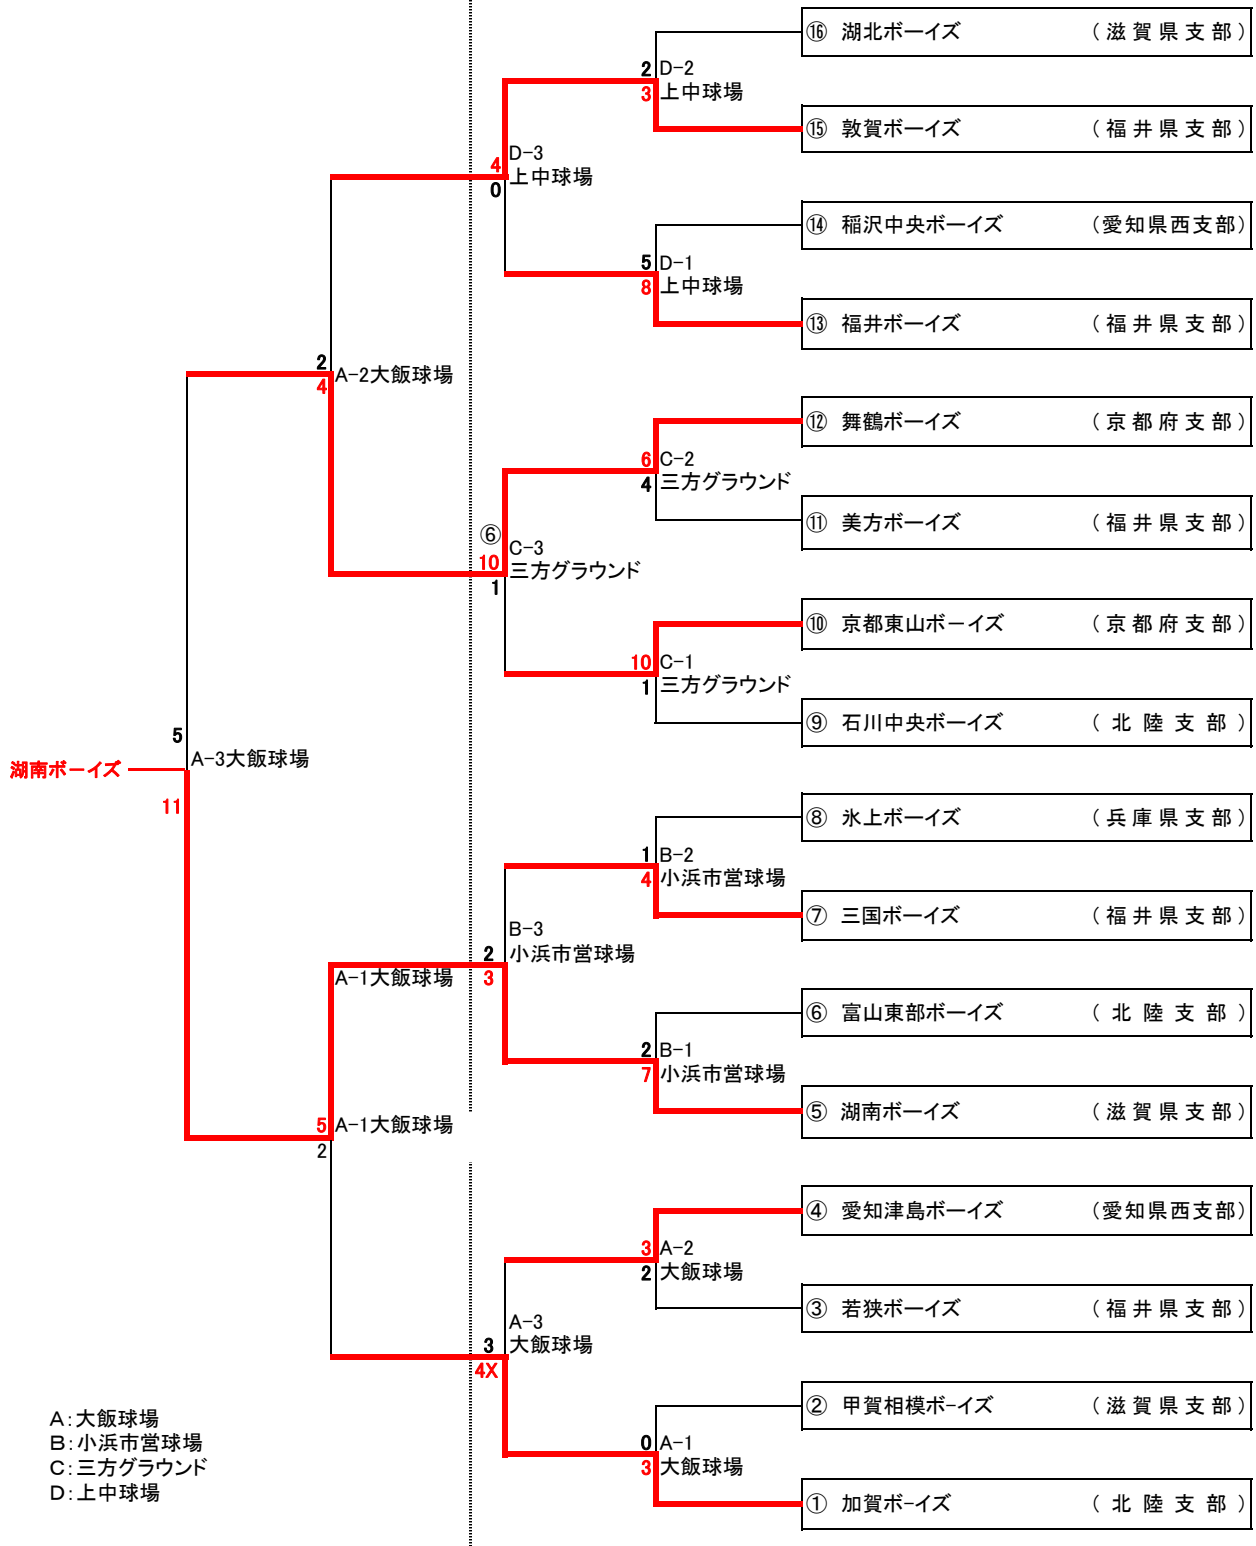 ⑯ 湖北ボーイズ (滋賀県支部)
2 D-2
3 上中球場
⑮ 敦賀ボーイズ (福井県支部)
4 D-3
0 上中球場
⑭ 稲沢中央ボーイズ (愛知県西支部)
5 D-1
8 上中球場
⑬ 福井ボーイズ (福井県支部)
2
4 A-2大飯球場
⑫ 舞鶴ボーイズ (京都府支部)
6 C-2
4 三方グラウンド
⑪ 美方ボーイズ (福井県支部)
⑥
10 C-3
1 三方グラウンド
⑩ 京都東山ボーイズ (京都府支部)
10 C-1
1 三方グラウンド
⑨ 石川中央ボーイズ (北陸支部)
5
A-3大飯球場
湖南ボーイズ
11
⑧ 氷上ボーイズ (兵庫県支部)
1 B-2
4 小浜市営球場
⑦ 三国ボーイズ (福井県支部)
B-3
2 小浜市営球場
3
A-1大飯球場
⑥ 富山東部ボーイズ (北陸支部)
2 B-1
7 小浜市営球場
⑤ 湖南ボーイズ (滋賀県支部)
5 A-1大飯球場
2
④ 愛知津島ボーイズ (愛知県西支部)
3 A-2
2 大飯球場
③ 若狭ボーイズ (福井県支部)
A-3
3 大飯球場
4X
② 甲賀相模ボ-イズ (滋賀県支部)
0 A-1
3 大飯球場
① 加賀ボ-イズ (北陸支部)
A:大飯球場
B:小浜市営球場
C:三方グラウンド
D:上中球場